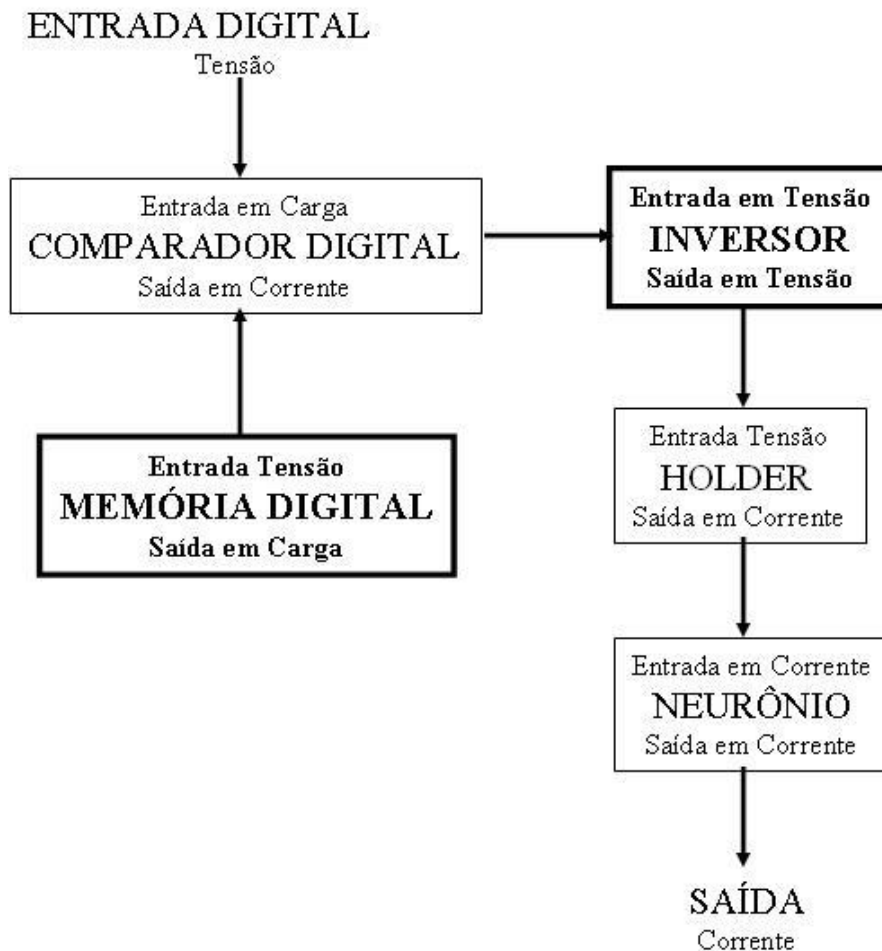 ENTRADA DIGITAL
Tensão
Entrada em Carga
COMPARADOR DIGITAL
Saída em Corrente
Entrada em Tensão
INVERSOR
Saída em Tensão
Entrada Tensão
MEMÓRIA DIGITAL
Saída em Carga
Entrada Tensão
HOLDER
Saída em Corrente
Entrada em Corrente
NEURÔNIO
Saída em Corrente
SAÍDA
Corrente